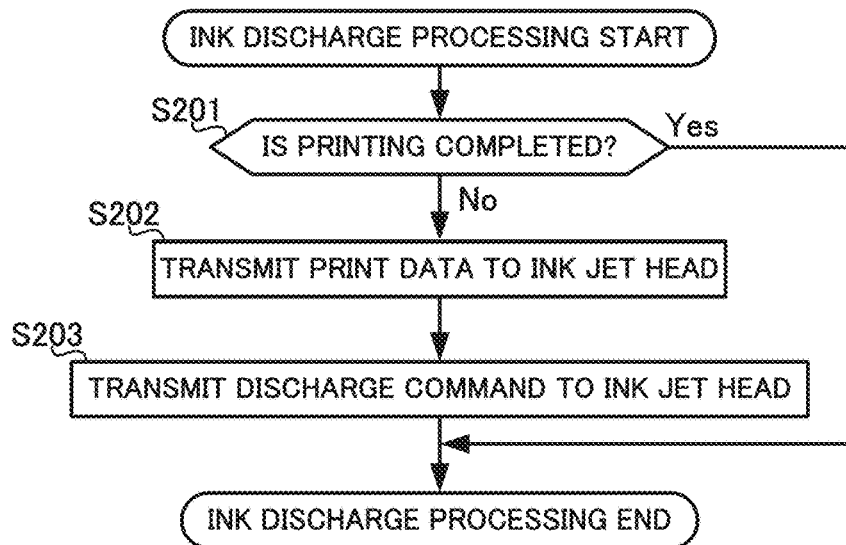 INK DISCHARGE PROCESSING START
S201
IS PRINTING COMPLETED?
Yes
No
S202
TRANSMIT PRINT DATA TO INK JET HEAD
S203
TRANSMIT DISCHARGE COMMAND TO INK JET HEAD
INK DISCHARGE PROCESSING END